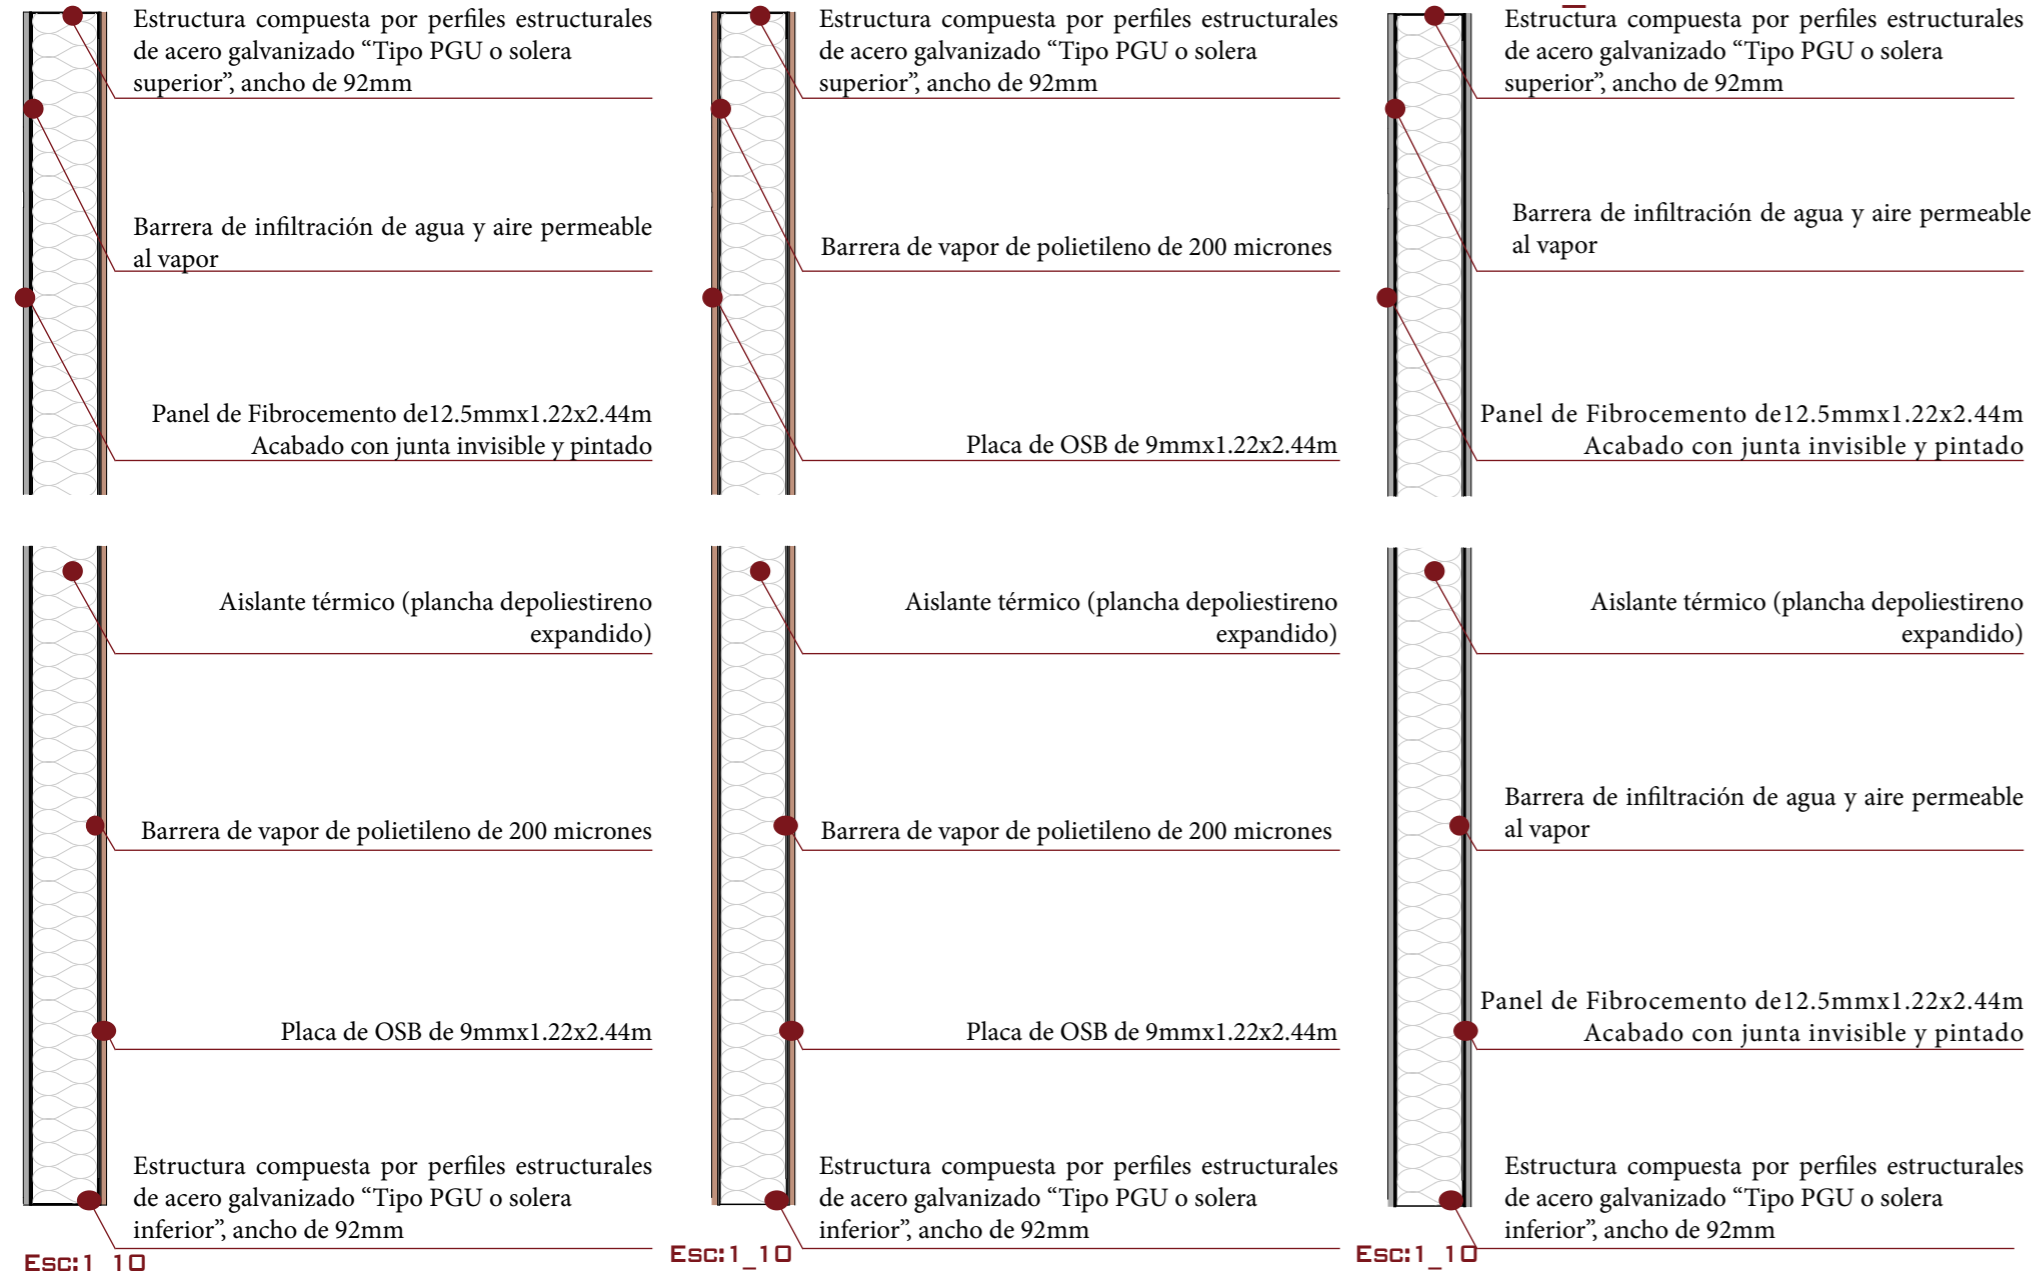 Estructura compuesta por perfiles estructurales
de acero galvanizado “Tipo PGU o solera
superior”, ancho de 92mm
Barrera de infiltración de agua y aire permeable
al vapor
Panel de Fibrocemento de12.5mmx1.22x2.44m
Acabado con junta invisible y pintado
Aislante térmico (plancha depoliestireno
expandido)
Barrera de vapor de polietileno de 200 micrones
Placa de OSB de 9mmx1.22x2.44m
Estructura compuesta por perfiles estructurales
de acero galvanizado “Tipo PGU o solera
inferior”, ancho de 92mm
Esc:1_10
Estructura compuesta por perfiles estructurales
de acero galvanizado “Tipo PGU o solera
superior”, ancho de 92mm
Barrera de vapor de polietileno de 200 micrones
Placa de OSB de 9mmx1.22x2.44m
Aislante térmico (plancha depoliestireno
expandido)
Barrera de vapor de polietileno de 200 micrones
Placa de OSB de 9mmx1.22x2.44m
Estructura compuesta por perfiles estructurales
de acero galvanizado “Tipo PGU o solera
inferior”, ancho de 92mm
Esc:1_10
Estructura compuesta por perfiles estructurales
de acero galvanizado “Tipo PGU o solera
superior”, ancho de 92mm
Barrera de infiltración de agua y aire permeable
al vapor
Panel de Fibrocemento de12.5mmx1.22x2.44m
Acabado con junta invisible y pintado
Aislante térmico (plancha depoliestireno
expandido)
Barrera de infiltración de agua y aire permeable
al vapor
Panel de Fibrocemento de12.5mmx1.22x2.44m
Acabado con junta invisible y pintado
Estructura compuesta por perfiles estructurales
de acero galvanizado “Tipo PGU o solera
inferior”, ancho de 92mm
Esc:1_10